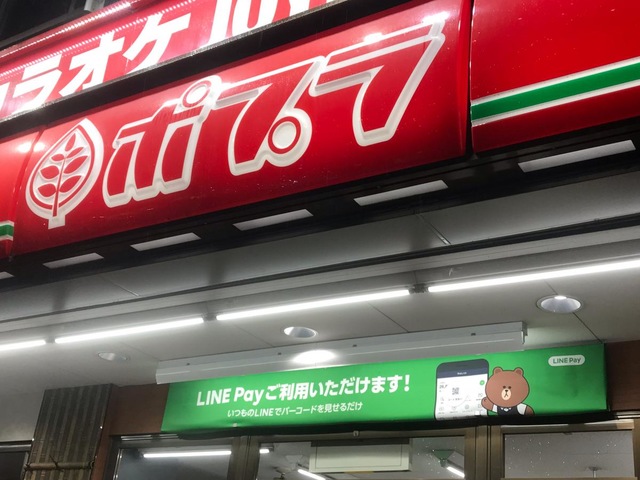 カラオケ
ポプラ
LINE Payご利用いただけます!
いつものLINEでバーコードを見せるだけ
LINE Pay